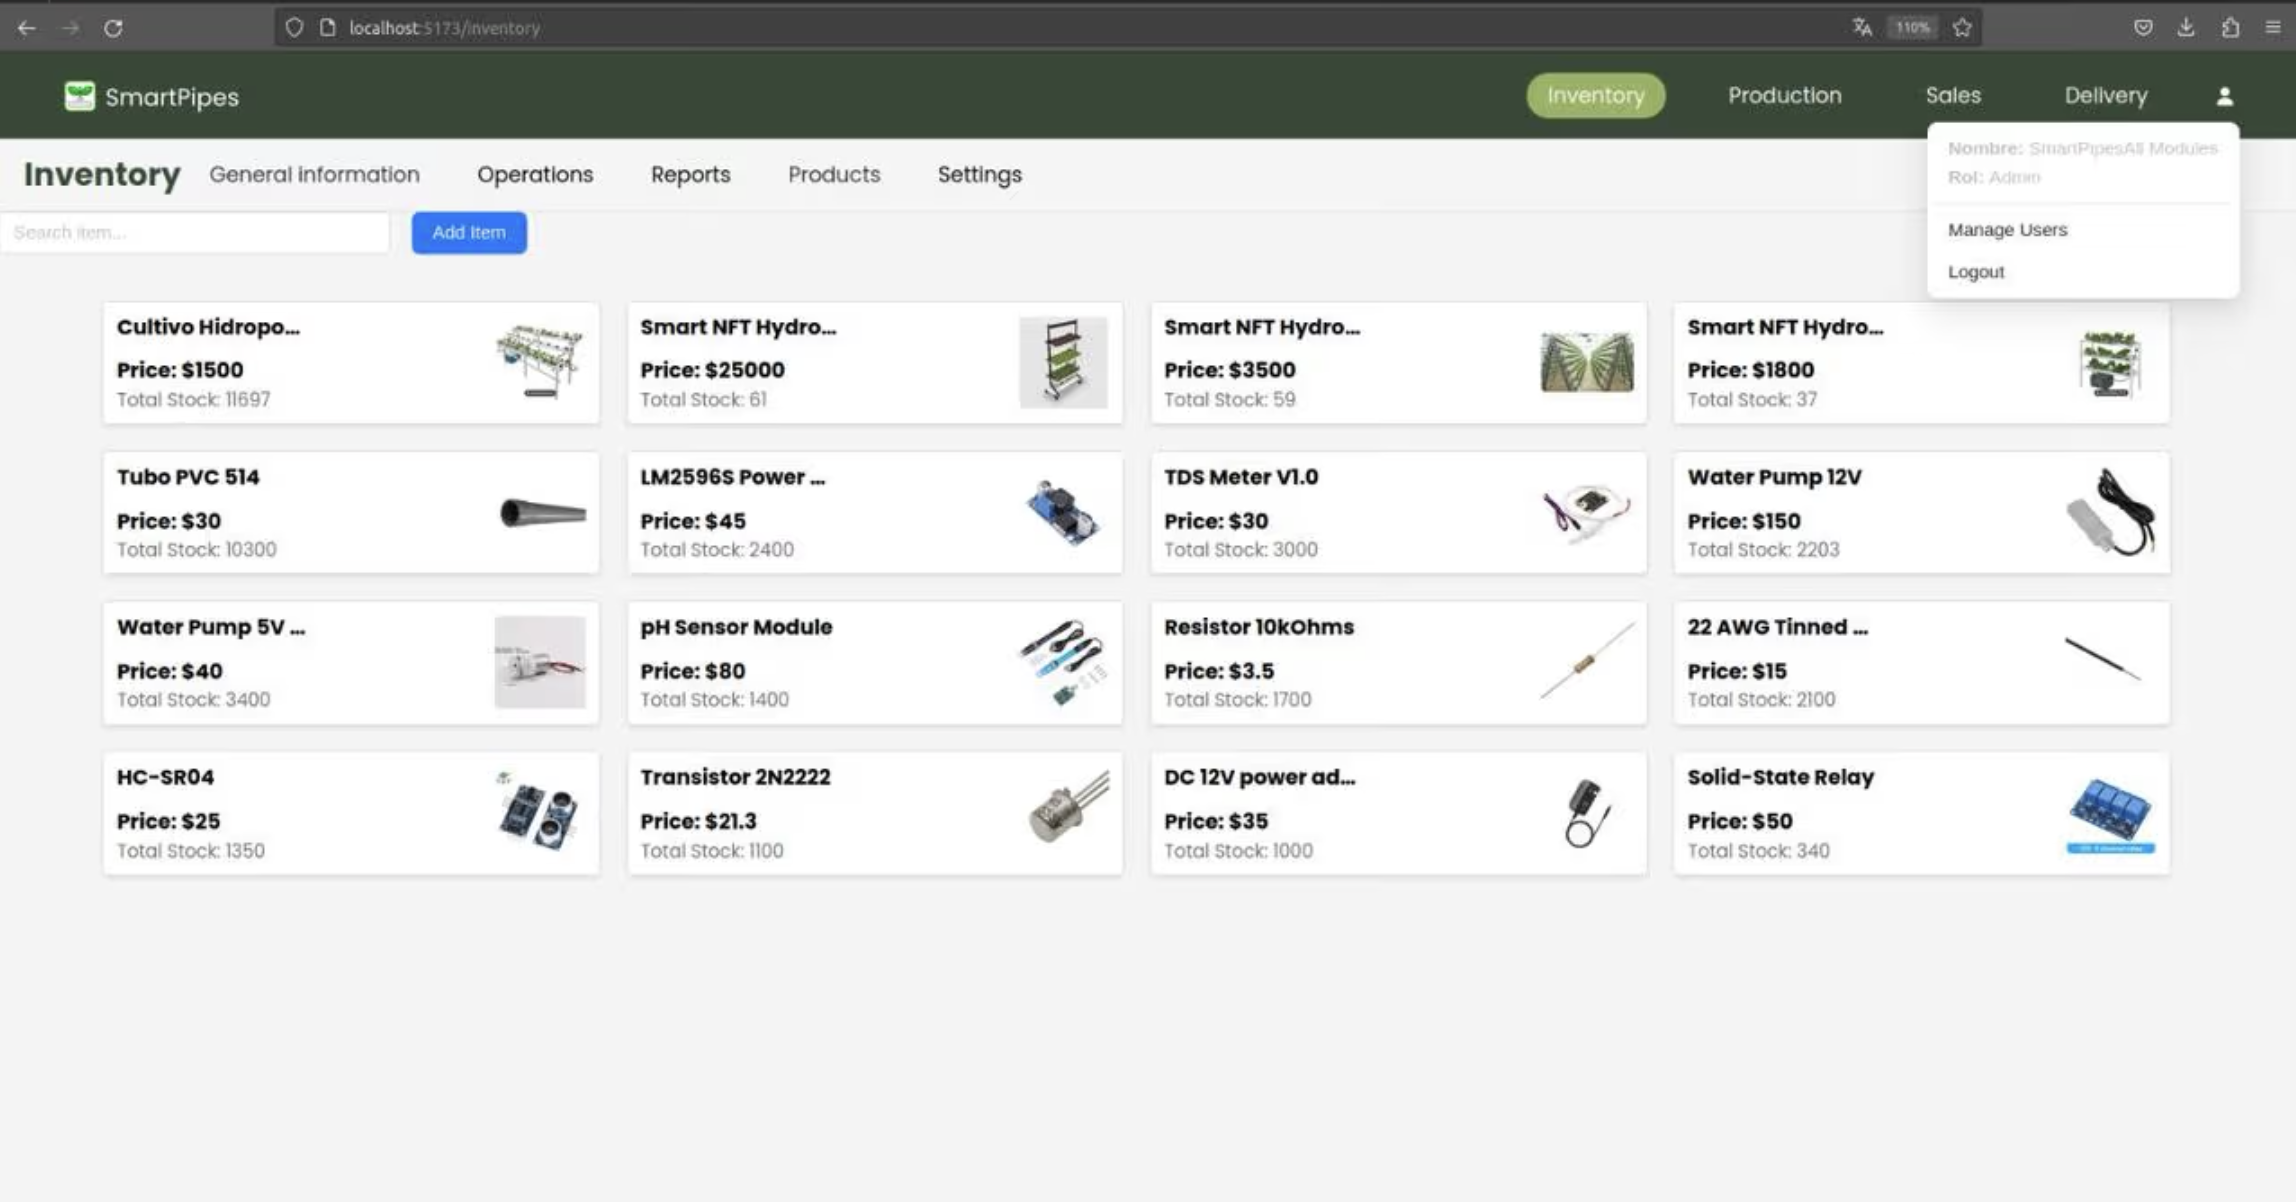 localhost:5173/inventory
110%
SmartPipes
Inventory
Production
Sales
Delivery
Nombre: SmartPipesAll Modules
Rol: Admin
Manage Users
Logout
Inventory
General information
Operations
Reports
Products
Settings
Search item...
Add Item
Cultivo Hidropo...
Price: $1500
Total Stock: 11697
Smart NFT Hydro...
Price: $25000
Total Stock: 61
Smart NFT Hydro...
Price: $3500
Total Stock: 59
Smart NFT Hydro...
Price: $1800
Total Stock: 37
Tubo PVC 514
Price: $30
Total Stock: 10300
LM2596S Power ...
Price: $45
Total Stock: 2400
TDS Meter V1.0
Price: $30
Total Stock: 3000
Water Pump 12V
Price: $150
Total Stock: 2203
Water Pump 5V ...
Price: $40
Total Stock: 3400
pH Sensor Module
Price: $80
Total Stock: 1400
Resistor 10kOhms
Price: $3.5
Total Stock: 1700
22 AWG Tinned ...
Price: $15
Total Stock: 2100
HC-SR04
Price: $25
Total Stock: 1350
Transistor 2N2222
Price: $21.3
Total Stock: 1100
DC 12V power ad...
Price: $35
Total Stock: 1000
Solid-State Relay
Price: $50
Total Stock: 340